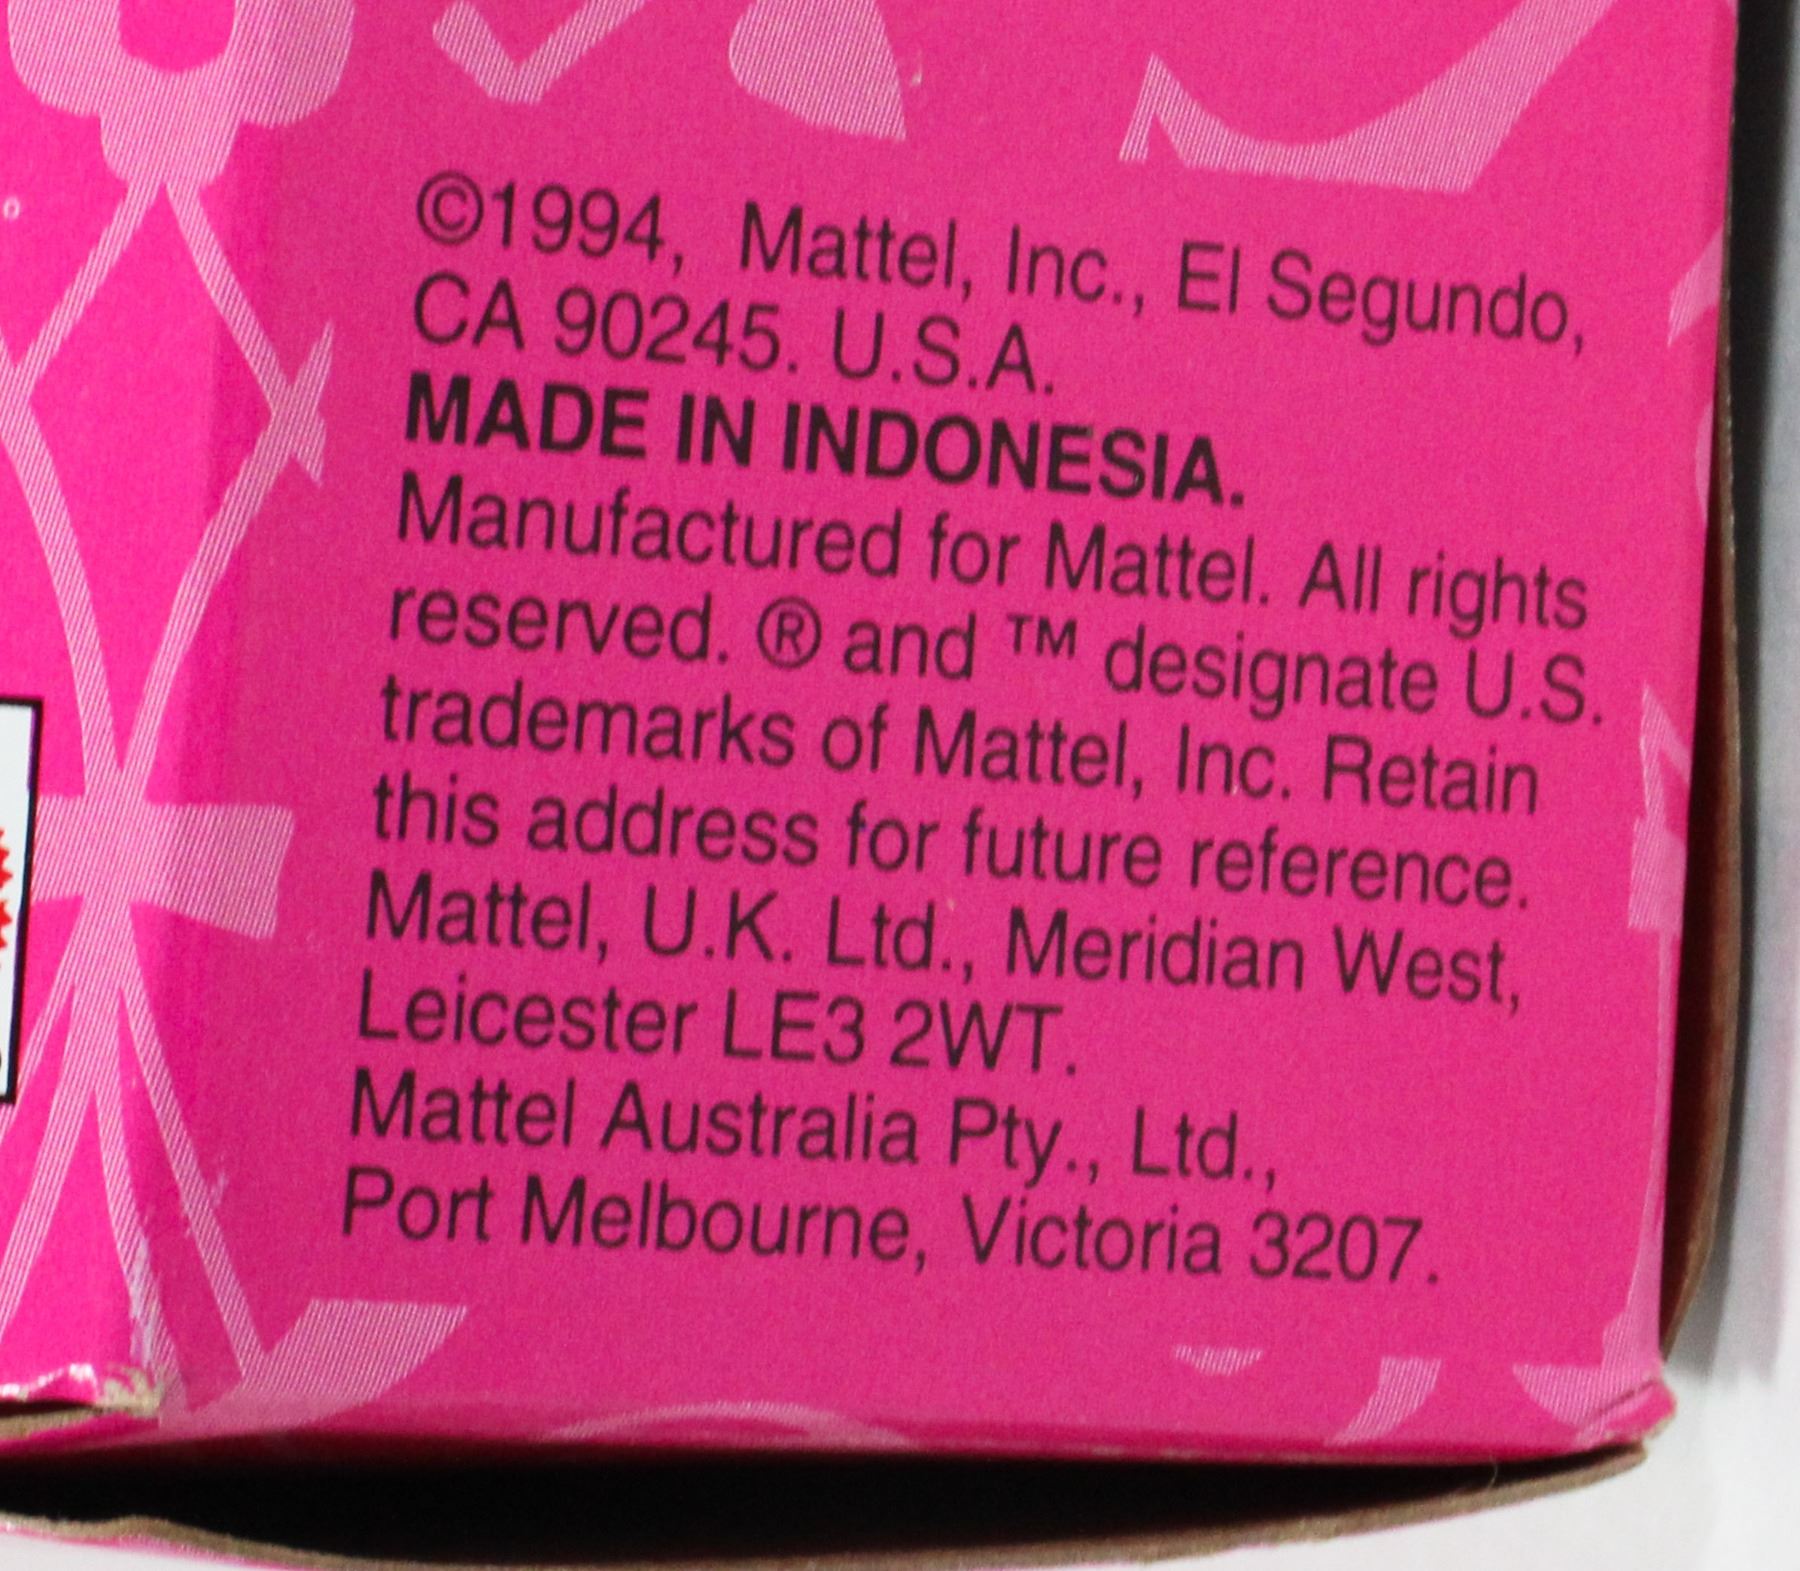 ©1994, Mattel, Inc., El Segundo,
CA 90245. U.S.A.
MADE IN INDONESIA.
Manufactured for Mattel. All rights
reserved. ® and ™ designate U.S.
trademarks of Mattel, Inc. Retain
this address for future reference.
Mattel, U.K. Ltd., Meridian West,
Leicester LE3 2WT.
Mattel Australia Pty., Ltd.,
Port Melbourne, Victoria 3207.